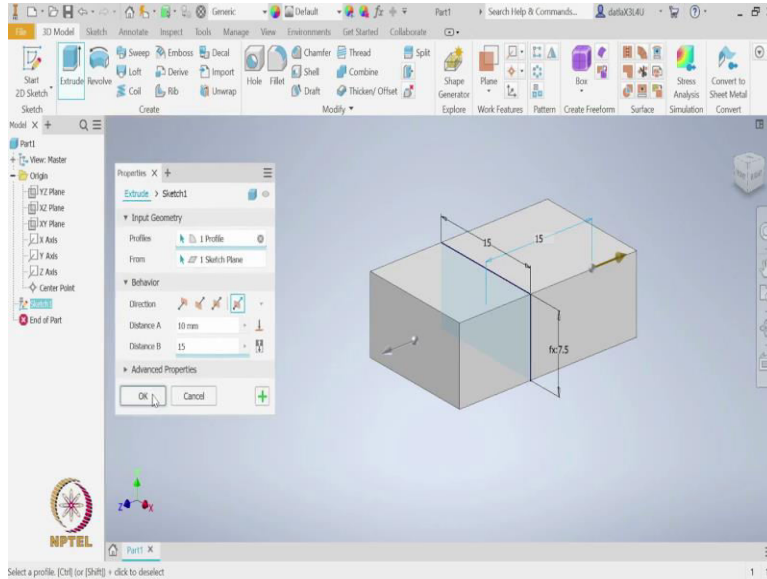 Generic
Default
Part1
Search Help & Commands...
datlaX3L4U
File 3D Model Sketch Annotate Inspect Tools Manage View Environments Get Started Collaborate
Start
2D Sketch
Extrude
Revolve
Sweep
Emboss
Decal
Loft
Derive
Import
Coil
Rib
Unwrap
Hole
Fillet
Chamfer
Thread
Split
Shell
Combine
Draft
Thicken/ Offset
Shape
Generator
Plane
Box
Stress
Analysis
Convert to
Sheet Metal
Sketch
Create
Modify
Explore
Work Features
Pattern
Create Freeform
Surface
Simulation
Convert
Model X +
Part1
View: Master
Origin
YZ Plane
XZ Plane
XY Plane
X Axis
Y Axis
Z Axis
Center Point
Sketch1
End of Part
Properties X +
Extrude > Sketch1
Input Geometry
Profiles 1 Profile
From 1 Sketch Plane
Behavior
Direction
Distance A 10 mm
Distance B 15
Advanced Properties
OK Cancel
15
15
fx:7.5
Z X
NPTEL
Part1 X
Select a profile. [Ctrl] (or [Shift]) + click to deselect
1